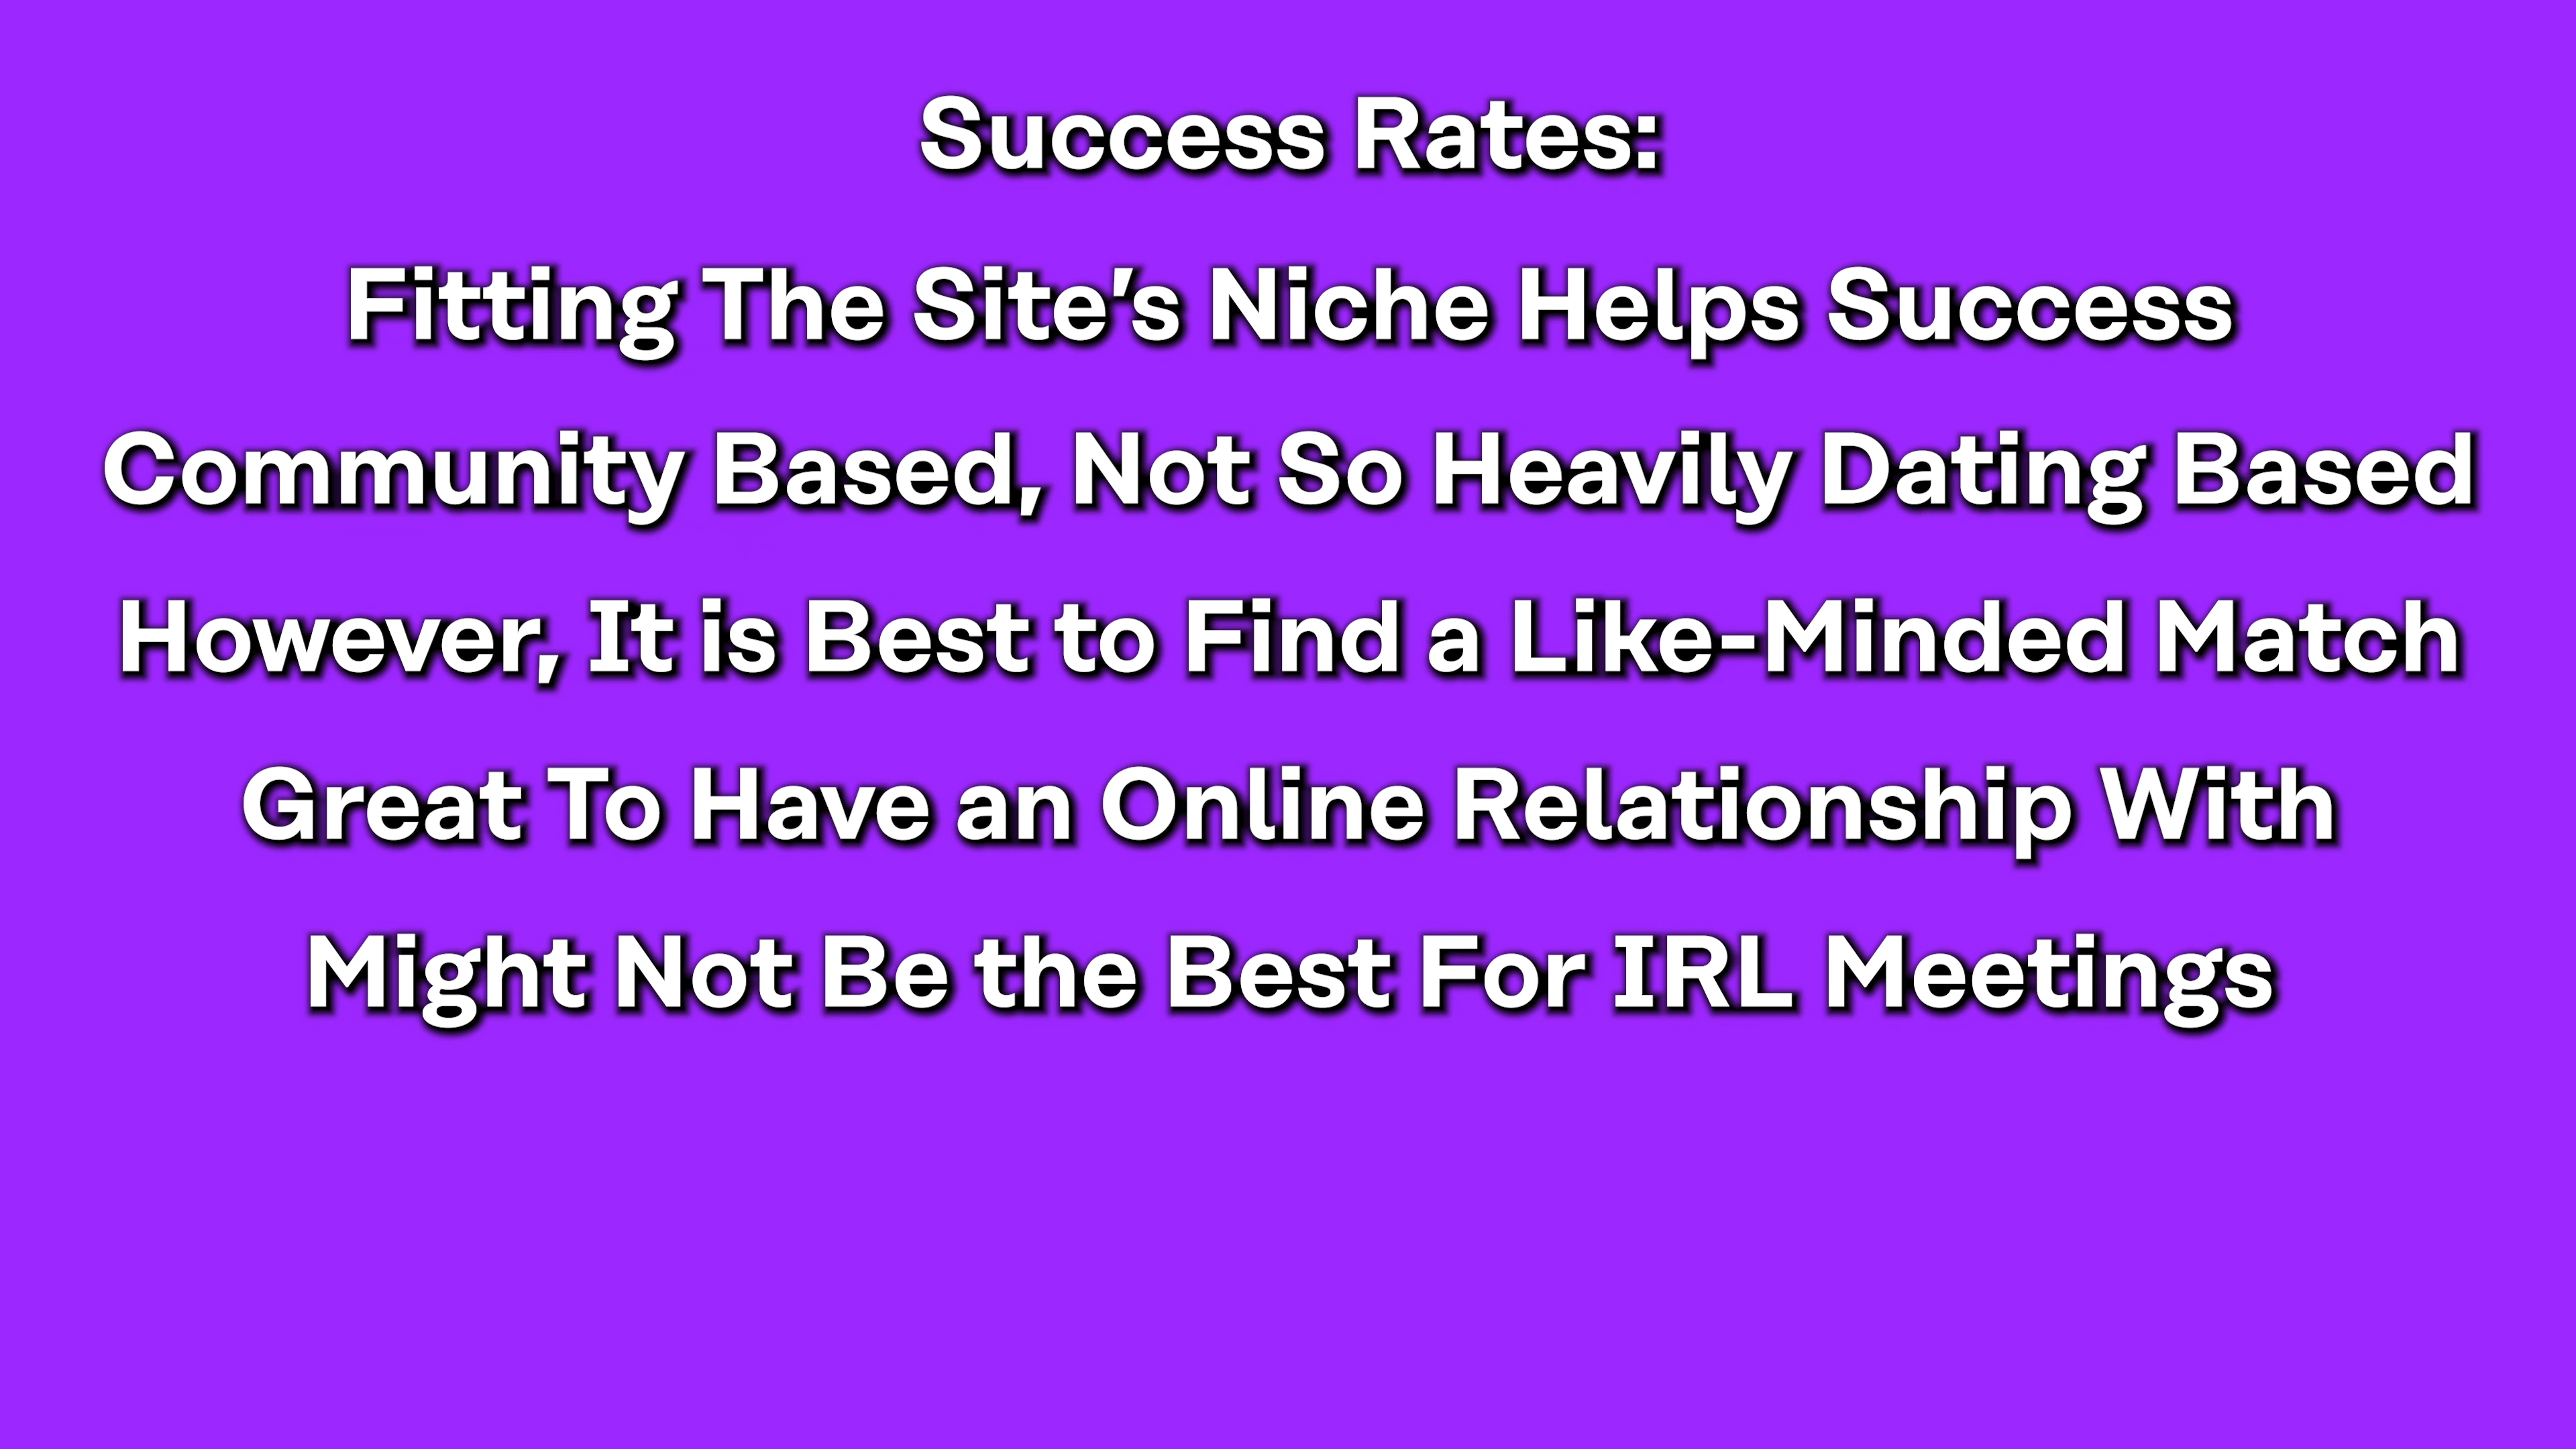 Success Rates:
Fitting The Site’s Niche Helps Success
Community Based, Not So Heavily Dating Based
However, It is Best to Find a Like-Minded Match
Great To Have an Online Relationship With
Might Not Be the Best For IRL Meetings